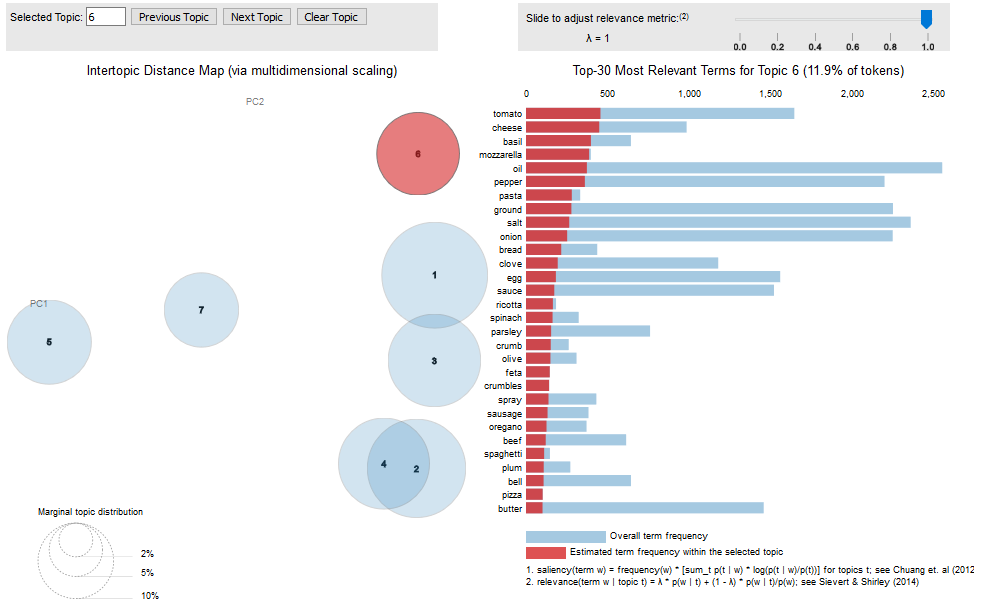 Selected Topic: 6 Previous Topic Next Topic Clear Topic
Slide to adjust relevance metric:(2)
λ = 1
0.0 0.2 0.4 0.6 0.8 1.0
Intertopic Distance Map (via multidimensional scaling)
PC2
PC1
6
1
7
5
3
4
2
Marginal topic distribution
2%
5%
10%
Top-30 Most Relevant Terms for Topic 6 (11.9% of tokens)
0 500 1,000 1,500 2,000 2,500
tomato
cheese
basil
mozzarella
oil
pepper
pasta
ground
salt
onion
bread
clove
egg
sauce
ricotta
spinach
parsley
crumb
olive
feta
crumbles
spray
sausage
oregano
beef
spaghetti
plum
bell
pizza
butter
Overall term frequency
Estimated term frequency within the selected topic
1. saliency(term w) = frequency(w) * [sum_t p(t | w) * log(p(t | w)/p(t))] for topics t; see Chuang et. al (2012
2. relevance(term w | topic t) = λ * p(w | t) + (1 - λ) * p(w | t)/p(w); see Sievert & Shirley (2014)